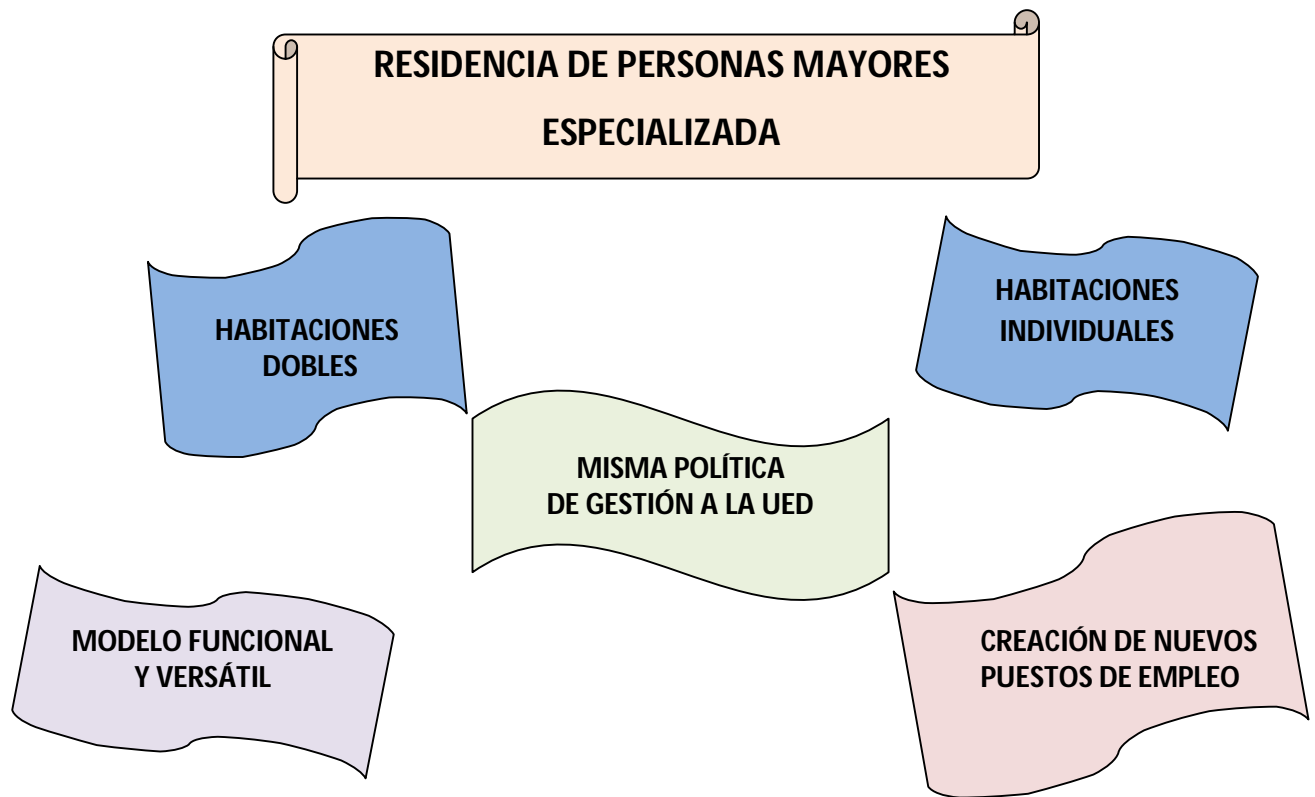 RESIDENCIA DE PERSONAS MAYORES
ESPECIALIZADA
HABITACIONES
DOBLES
HABITACIONES
INDIVIDUALES
MISMA POLÍTICA
DE GESTIÓN A LA UED
MODELO FUNCIONAL
Y VERSÁTIL
CREACIÓN DE NUEVOS
PUESTOS DE EMPLEO